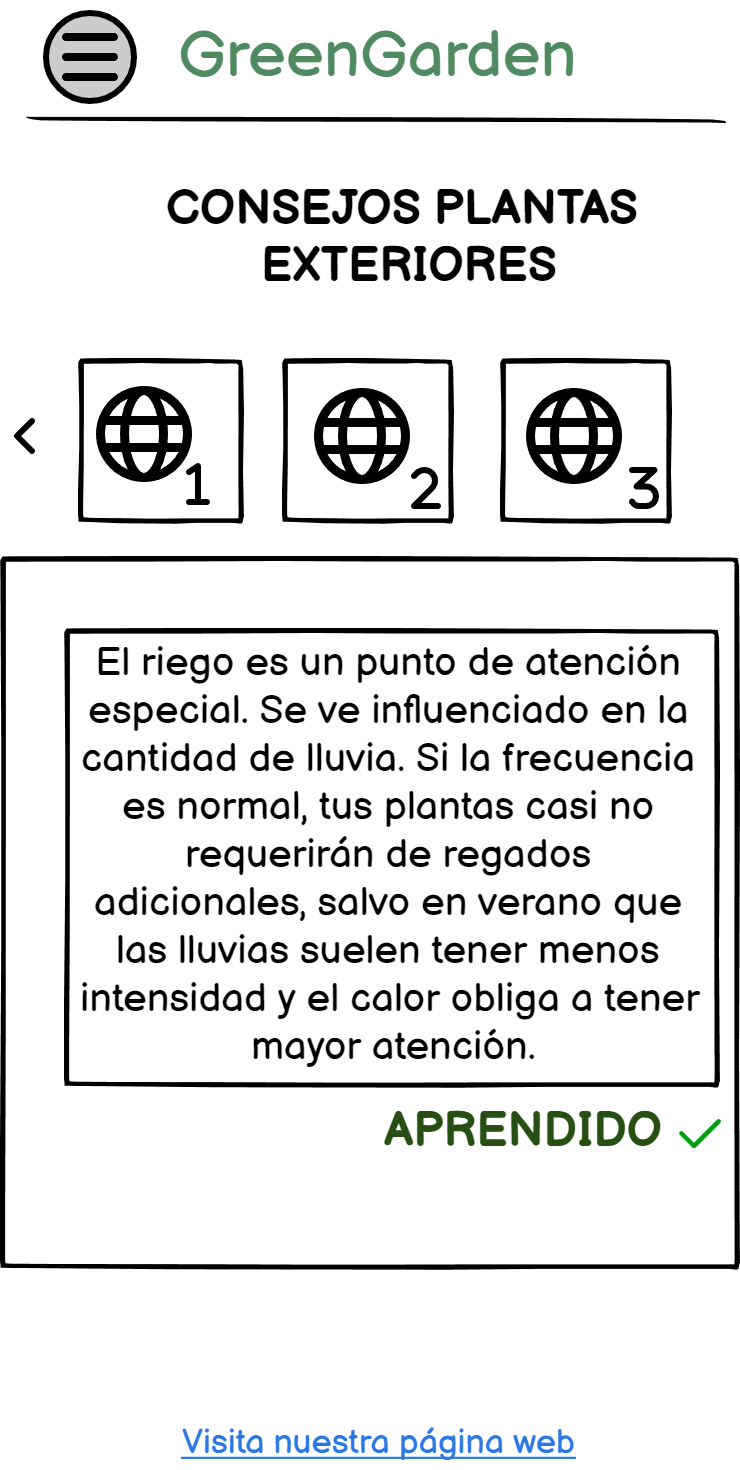 GreenGarden
CONSEJOS PLANTAS
EXTERIORES
1
2
3
El riego es un punto de atención
especial. Se ve influenciado en la
cantidad de lluvia. Si la frecuencia
es normal, tus plantas casi no
requerirán de regados
adicionales, salvo en verano que
las lluvias suelen tener menos
intensidad y el calor obliga a tener
mayor atención.
APRENDIDO
Visita nuestra página web